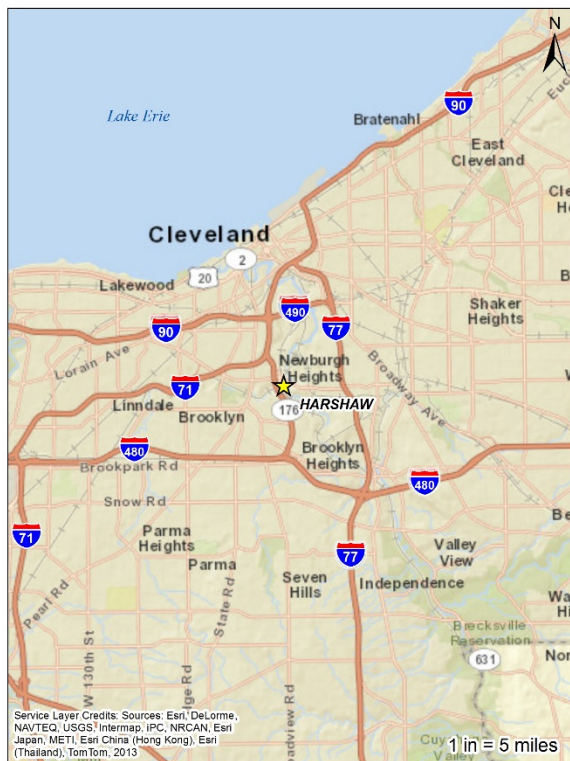 N
90
Lake Erie
Bratenahl
East
Cleveland
Cleveland
2
20
Lakewood
490
Shaker
Heights
77
90
Lorain Ave
Newburgh
Heights
Broadway Ave
71
HARSHAW
Linndale
Brooklyn
176
480
Brooklyn
Heights
Brookpark Rd
480
Snow Rd
71
Parma
Heights
77
Valley
View
Parma
Seven
Hills
Independence
Pearl Rd
State Rd
Brecksville
Reservation
631
W 130th St
Service Layer Credits: Sources: Esri, DeLorme,
NAVTEQ, USGS, Intermap, iPC, NRCAN, Esri
Japan, METI, Esri China (Hong Kong), Esri
(Thailand), TomTom, 2013
1 in = 5 miles